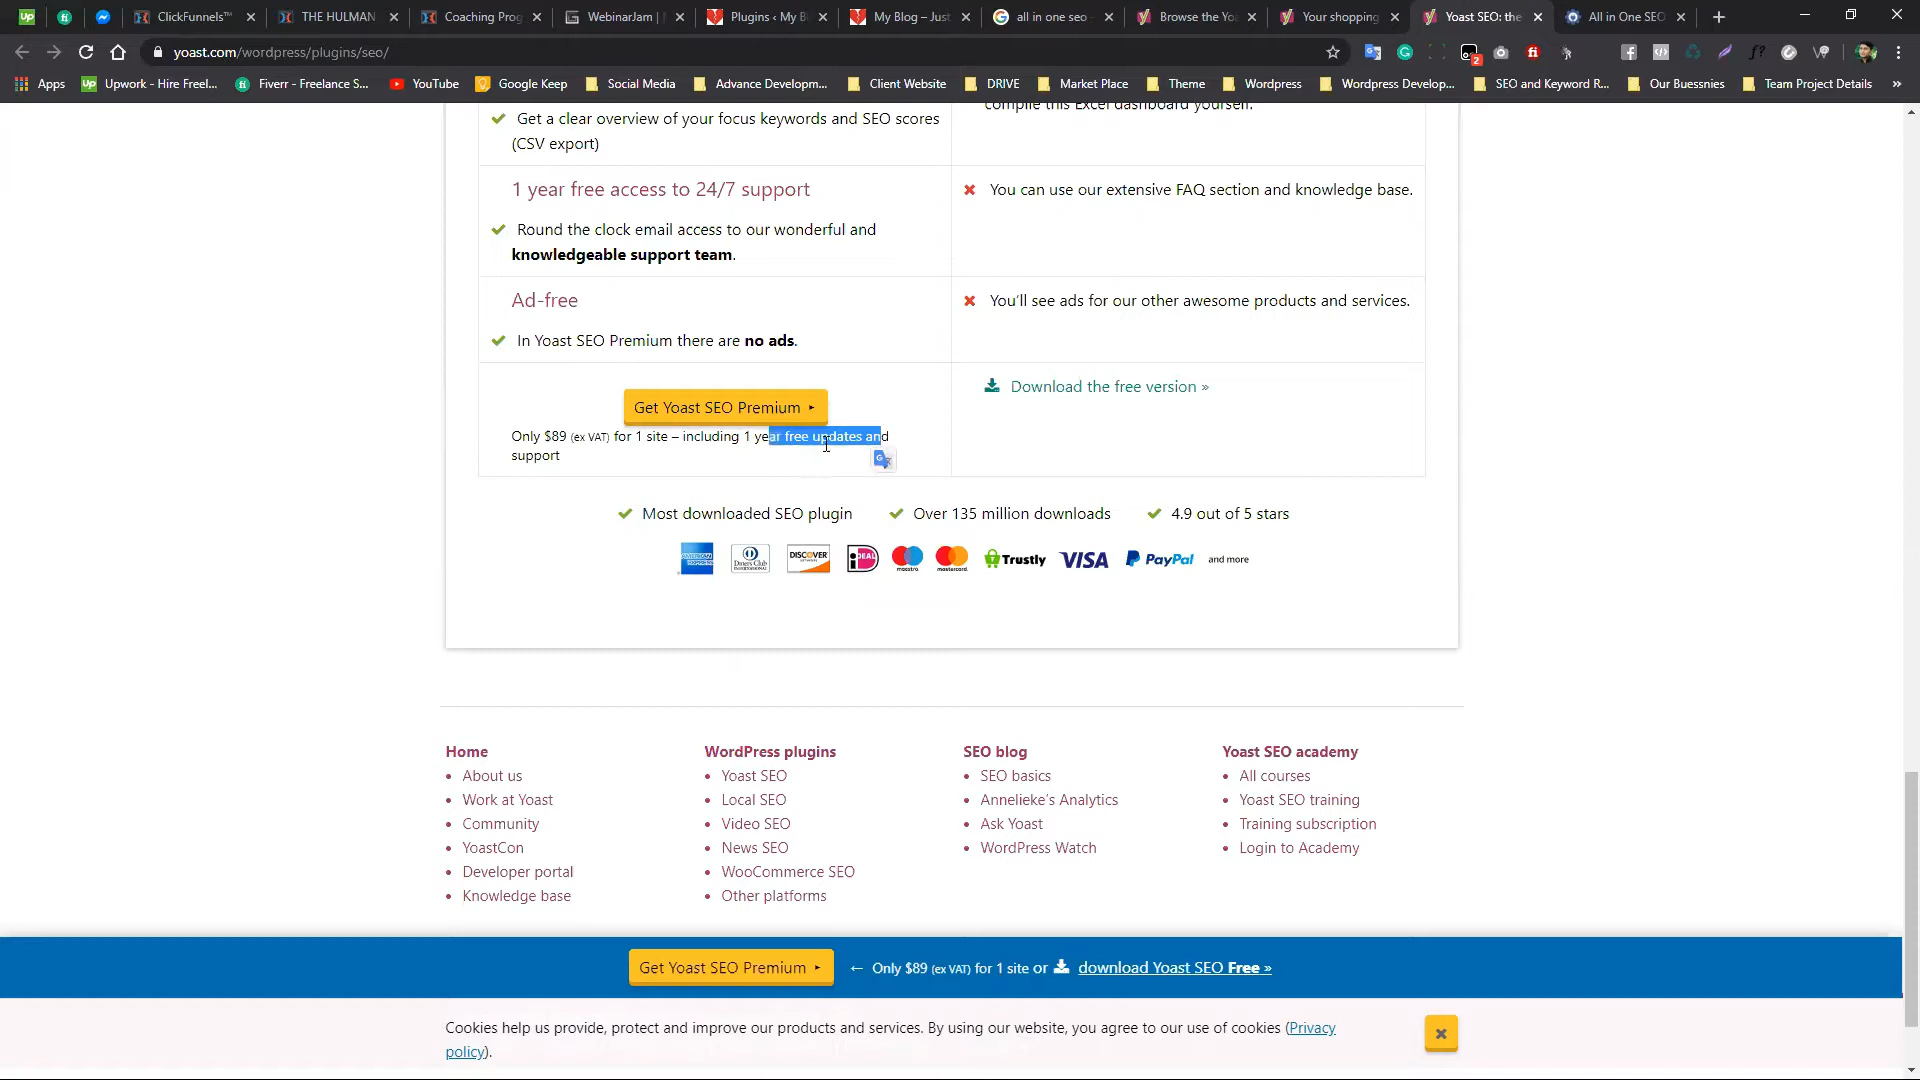 ClickFunnels™
THE HULMAN
Coaching Prog
WebinarJam |
Plugins ‹ My B
My Blog – Just
all in one seo -
Browse the Yo
Your shopping
Yoast SEO: the
All in One SEO
yoast.com/wordpress/plugins/seo/
2
Apps
Upwork - Hire Freel...
Fiverr - Freelance S...
YouTube
Google Keep
Social Media
Advance Developm...
Client Website
DRIVE
Market Place
Theme
Wordpress
Wordpress Develop...
SEO and Keyword R...
Our Buessnies
Team Project Details
»
compile this Excel dashboard yourself.
Get a clear overview of your focus keywords and SEO scores
(CSV export)
1 year free access to 24/7 support
You can use our extensive FAQ section and knowledge base.
Round the clock email access to our wonderful and
knowledgeable support team.
Ad-free
You'll see ads for our other awesome products and services.
In Yoast SEO Premium there are no ads.
Get Yoast SEO Premium ‣
Download the free version »
Only $89 (ex VAT) for 1 site – including 1 year free updates and
support
Most downloaded SEO plugin
Over 135 million downloads
4.9 out of 5 stars
AMERICAN EXPRESS
Diners Club INTERNATIONAL
DISCOVER
iDEAL
maestro
mastercard
Trustly
VISA
PayPal
and more
Home
About us
Work at Yoast
Community
YoastCon
Developer portal
Knowledge base
WordPress plugins
Yoast SEO
Local SEO
Video SEO
News SEO
WooCommerce SEO
Other platforms
SEO blog
SEO basics
Annelieke's Analytics
Ask Yoast
WordPress Watch
Yoast SEO academy
All courses
Yoast SEO training
Training subscription
Login to Academy
Get Yoast SEO Premium ‣
← Only $89 (ex VAT) for 1 site or download Yoast SEO Free »
Cookies help us provide, protect and improve our products and services. By using our website, you agree to our use of cookies (Privacy
policy).